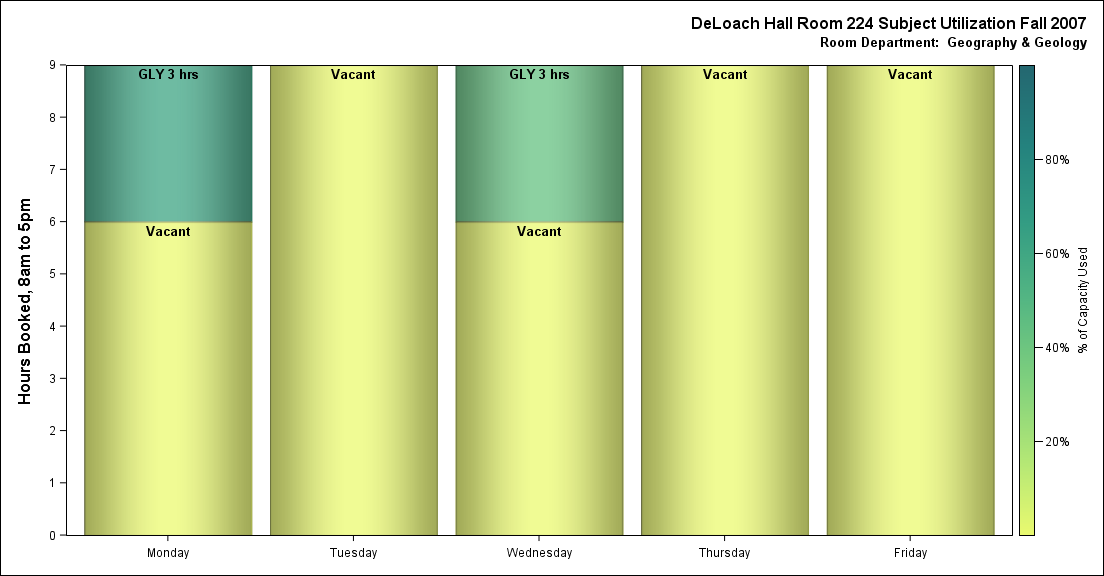 DeLoach Hall Room 224 Subject Utilization Fall 2007
Room Department: Geography & Geology
Hours Booked, 8am to 5pm
9
8
7
6
5
4
3
2
1
0
GLY 3 hrs
Vacant
Vacant
GLY 3 hrs
Vacant
Vacant
Vacant
Monday
Tuesday
Wednesday
Thursday
Friday
80%
60%
40%
20%
% of Capacity Used